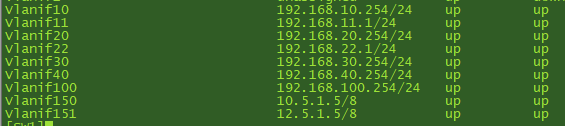 Vlanif10 192.168.10.254/24 up up
Vlanif11 192.168.11.1/24 up up
Vlanif20 192.168.20.254/24 up up
Vlanif22 192.168.22.1/24 up up
Vlanif30 192.168.30.254/24 up up
Vlanif40 192.168.40.254/24 up up
Vlanif100 192.168.100.254/24 up up
Vlanif150 10.5.1.5/8 up up
Vlanif151 12.5.1.5/8 up up
[SW1]